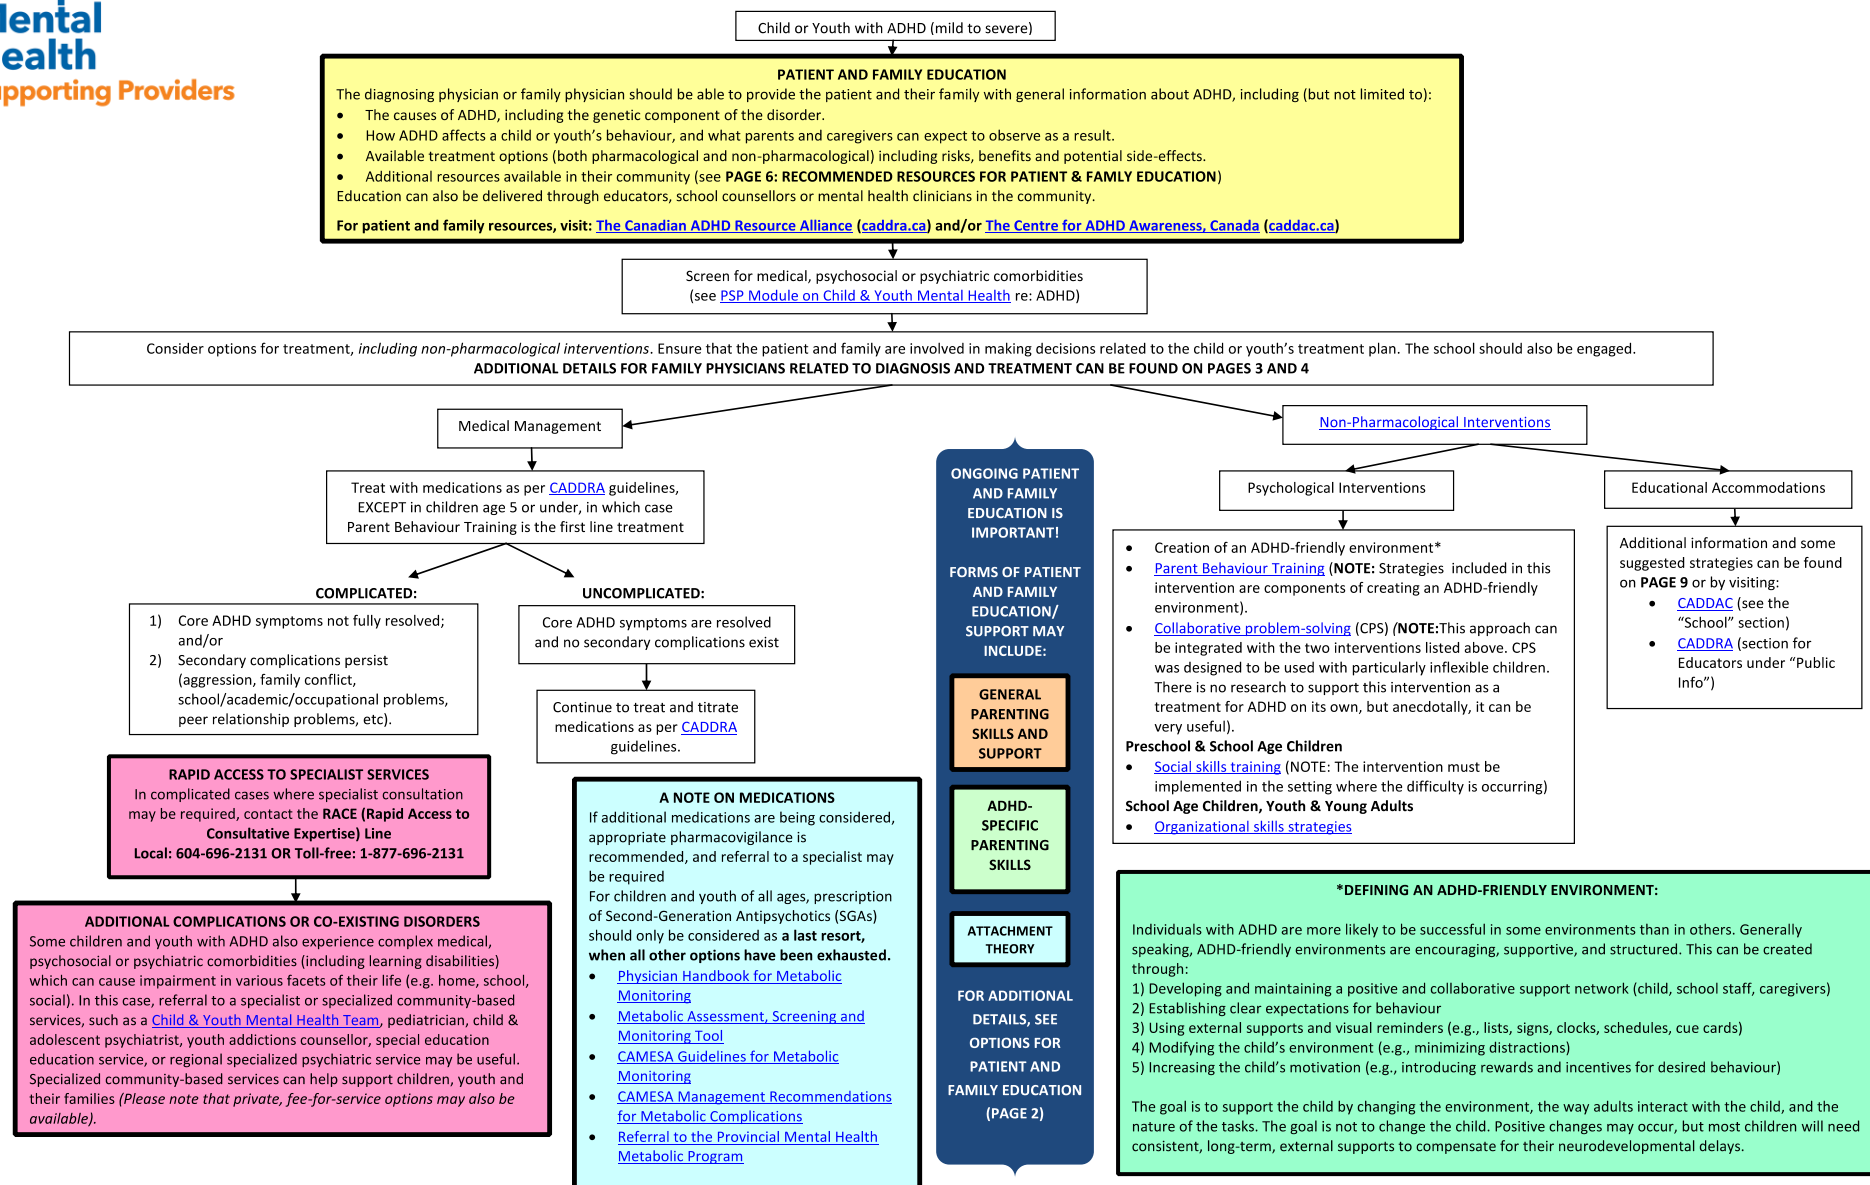 ental
ealth
pporting Providers
Child or Youth with ADHD (mild to severe)
PATIENT AND FAMILY EDUCATION
The diagnosing physician or family physician should be able to provide the patient and their family with general information about ADHD, including (but not limited to):
• The causes of ADHD, including the genetic component of the disorder.
• How ADHD affects a child or youth’s behaviour, and what parents and caregivers can expect to observe as a result.
• Available treatment options (both pharmacological and non-pharmacological) including risks, benefits and potential side-effects.
• Additional resources available in their community (see PAGE 6: RECOMMENDED RESOURCES FOR PATIENT & FAMLY EDUCATION)
Education can also be delivered through educators, school counsellors or mental health clinicians in the community.
For patient and family resources, visit: The Canadian ADHD Resource Alliance (caddra.ca) and/or The Centre for ADHD Awareness, Canada (caddac.ca)
Screen for medical, psychosocial or psychiatric comorbidities
(see PSP Module on Child & Youth Mental Health re: ADHD)
Consider options for treatment, including non-pharmacological interventions. Ensure that the patient and family are involved in making decisions related to the child or youth’s treatment plan. The school should also be engaged.
ADDITIONAL DETAILS FOR FAMILY PHYSICIANS RELATED TO DIAGNOSIS AND TREATMENT CAN BE FOUND ON PAGES 3 AND 4
Medical Management
Treat with medications as per CADDRA guidelines,
EXCEPT in children age 5 or under, in which case
Parent Behaviour Training is the first line treatment
COMPLICATED:
1) Core ADHD symptoms not fully resolved;
and/or
2) Secondary complications persist
(aggression, family conflict,
school/academic/occupational problems,
peer relationship problems, etc).
UNCOMPLICATED:
Core ADHD symptoms are resolved
and no secondary complications exist
Continue to treat and titrate
medications as per CADDRA
guidelines.
RAPID ACCESS TO SPECIALIST SERVICES
In complicated cases where specialist consultation
may be required, contact the RACE (Rapid Access to
Consultative Expertise) Line
Local: 604-696-2131 OR Toll-free: 1-877-696-2131
ADDITIONAL COMPLICATIONS OR CO-EXISTING DISORDERS
Some children and youth with ADHD also experience complex medical,
psychosocial or psychiatric comorbidities (including learning disabilities)
which can cause impairment in various facets of their life (e.g. home, school,
social). In this case, referral to a specialist or specialized community-based
services, such as a Child & Youth Mental Health Team, pediatrician, child &
adolescent psychiatrist, youth addictions counsellor, special education
education service, or regional specialized psychiatric service may be useful.
Specialized community-based services can help support children, youth and
their families (Please note that private, fee-for-service options may also be
available).
A NOTE ON MEDICATIONS
If additional medications are being considered,
appropriate pharmacovigilance is
recommended, and referral to a specialist may
be required
For children and youth of all ages, prescription
of Second-Generation Antipsychotics (SGAs)
should only be considered as a last resort,
when all other options have been exhausted.
• Physician Handbook for Metabolic
Monitoring
• Metabolic Assessment, Screening and
Monitoring Tool
• CAMESA Guidelines for Metabolic
Monitoring
• CAMESA Management Recommendations
for Metabolic Complications
• Referral to the Provincial Mental Health
Metabolic Program
ONGOING PATIENT
AND FAMILY
EDUCATION IS
IMPORTANT!
FORMS OF PATIENT
AND FAMILY
EDUCATION/
SUPPORT MAY
INCLUDE:
GENERAL
PARENTING
SKILLS AND
SUPPORT
ADHD-
SPECIFIC
PARENTING
SKILLS
ATTACHMENT
THEORY
FOR ADDITIONAL
DETAILS, SEE
OPTIONS FOR
PATIENT AND
FAMILY EDUCATION
(PAGE 2)
Non-Pharmacological Interventions
Psychological Interventions
• Creation of an ADHD-friendly environment*
• Parent Behaviour Training (NOTE: Strategies included in this
intervention are components of creating an ADHD-friendly
environment).
• Collaborative problem-solving (CPS) (NOTE:This approach can
be integrated with the two interventions listed above. CPS
was designed to be used with particularly inflexible children.
There is no research to support this intervention as a
treatment for ADHD on its own, but anecdotally, it can be
very useful).
Preschool & School Age Children
• Social skills training (NOTE: The intervention must be
implemented in the setting where the difficulty is occurring)
School Age Children, Youth & Young Adults
• Organizational skills strategies
Educational Accommodations
Additional information and some
suggested strategies can be found
on PAGE 9 or by visiting:
• CADDAC (see the
“School” section)
• CADDRA (section for
Educators under “Public
Info”)
*DEFINING AN ADHD-FRIENDLY ENVIRONMENT:
Individuals with ADHD are more likely to be successful in some environments than in others. Generally
speaking, ADHD-friendly environments are encouraging, supportive, and structured. This can be created
through:
1) Developing and maintaining a positive and collaborative support network (child, school staff, caregivers)
2) Establishing clear expectations for behaviour
3) Using external supports and visual reminders (e.g., lists, signs, clocks, schedules, cue cards)
4) Modifying the child’s environment (e.g., minimizing distractions)
5) Increasing the child’s motivation (e.g., introducing rewards and incentives for desired behaviour)
The goal is to support the child by changing the environment, the way adults interact with the child, and the
nature of the tasks. The goal is not to change the child. Positive changes may occur, but most children will need
consistent, long-term, external supports to compensate for their neurodevelopmental delays.